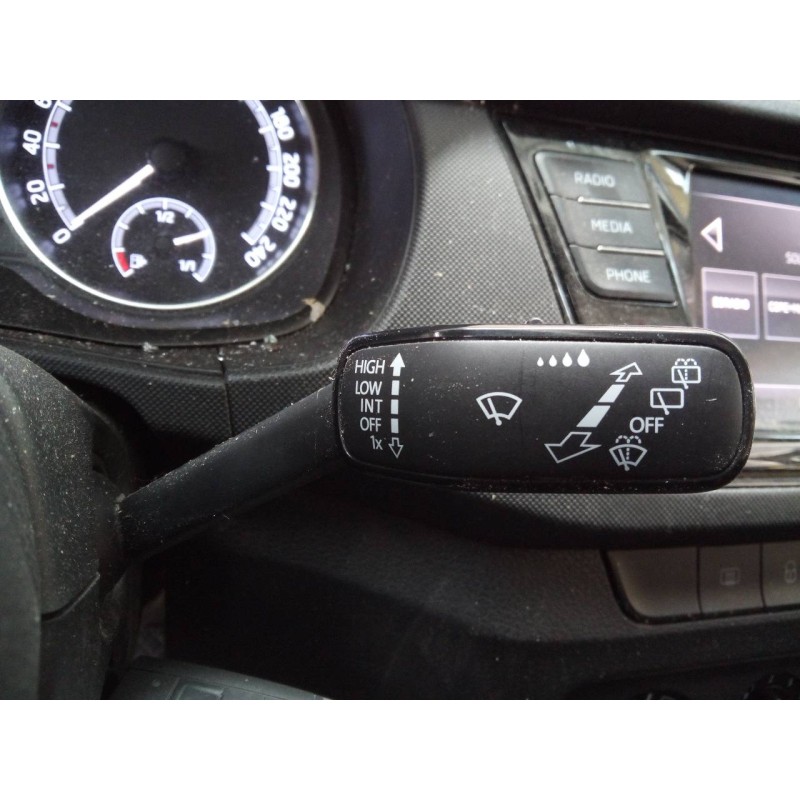 60
40
20
0
1/2
1/1
180
200
220
240
RADIO
MEDIA
PHONE
HIGH
LOW
INT
OFF
1x
OFF